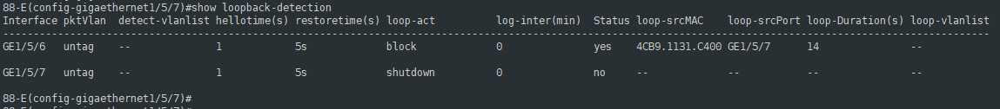 88-E(config-gigaethernet1/5/7)#show loopback-detection
Interface pktVlan detect-vlanlist hellotime(s) restoretime(s) loop-act log-inter(min) Status loop-srcMAC loop-srcPort loop-Duration(s) loop-vlanlist
--------------------------------------------------------------------------------------------------------------------------------------------------------
GE1/5/6 untag -- 1 5s block 0 yes 4CB9.1131.C400 GE1/5/7 14 --
GE1/5/7 untag -- 1 5s shutdown 0 no -- -- -- --
88-E(config-gigaethernet1/5/7)#